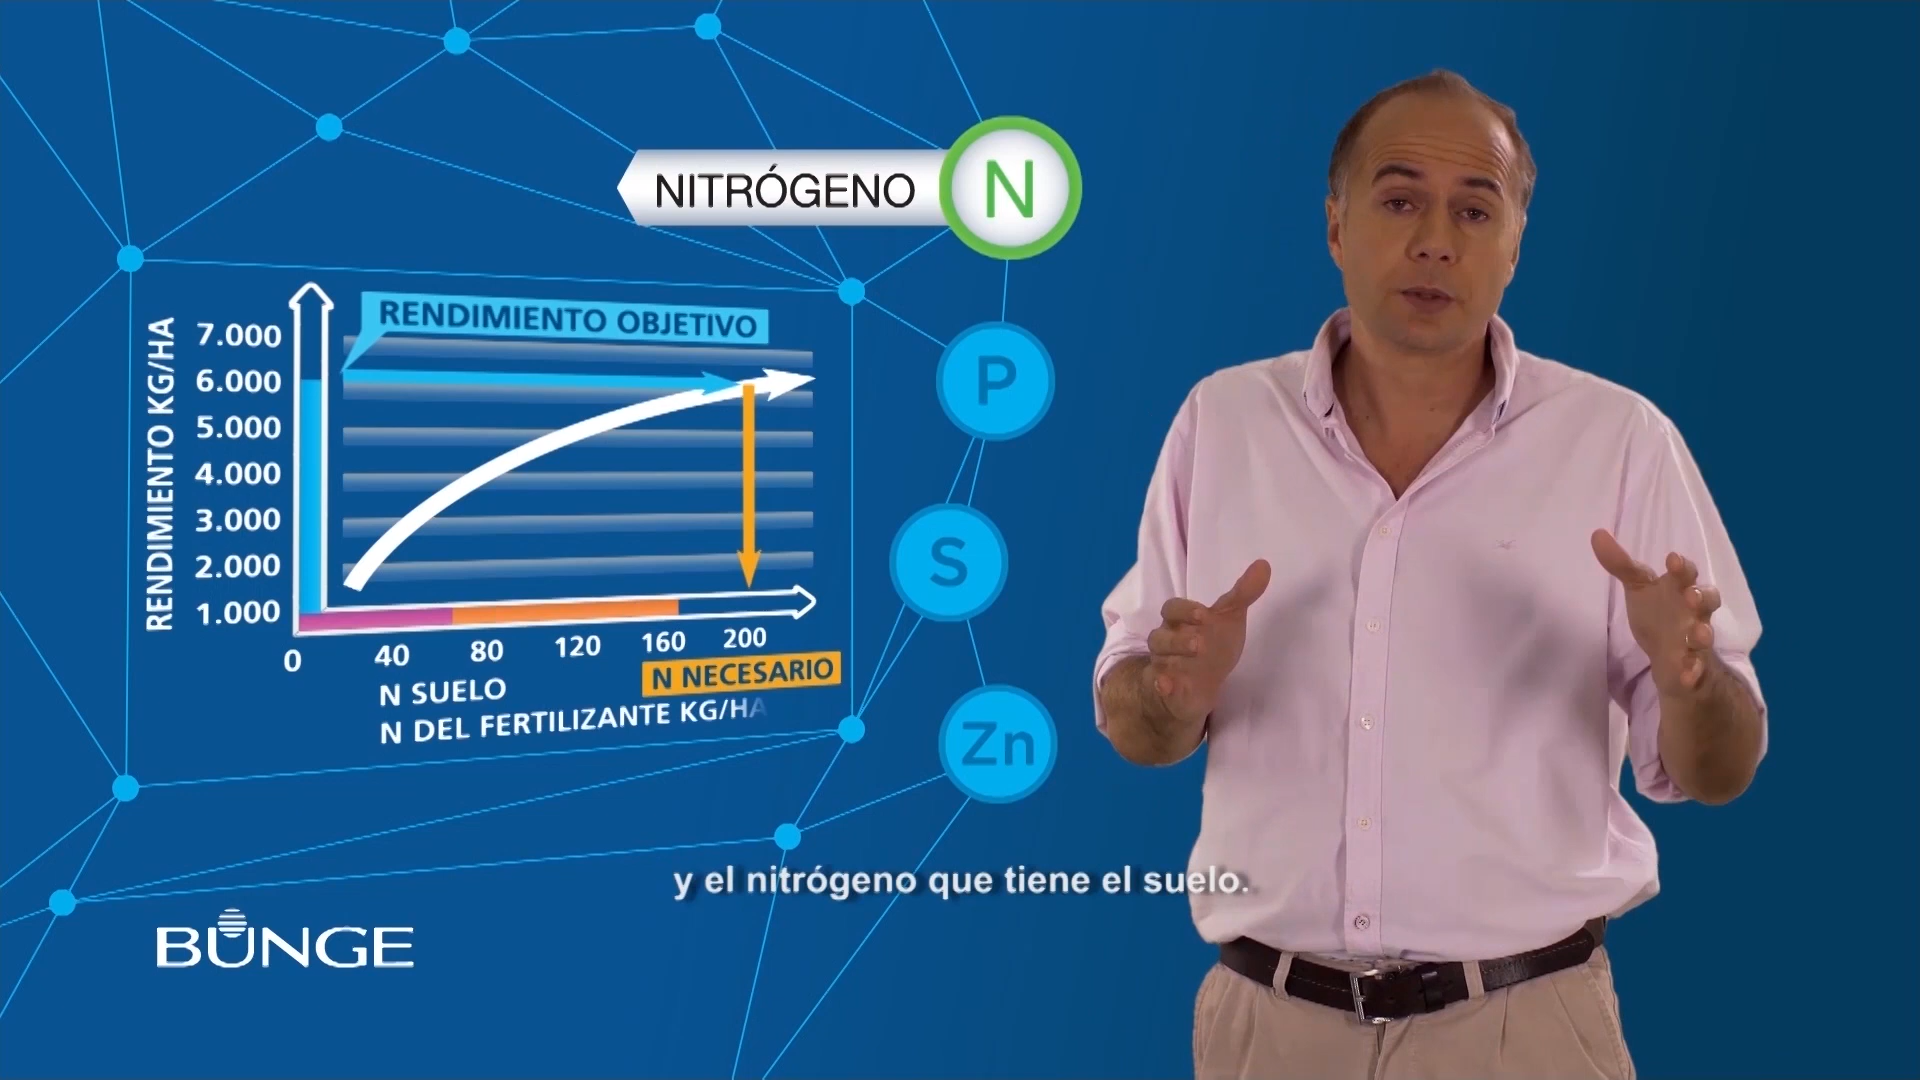 NITRÓGENO N
RENDIMIENTO OBJETIVO
RENDIMIENTO KG/HA
7.000
6.000
5.000
4.000
3.000
2.000
1.000
0 40 80 120 160 200
N NECESARIO
N SUELO
N DEL FERTILIZANTE KG/HA
P
S
Zn
y el nitrógeno que tiene el suelo.
BUNGE